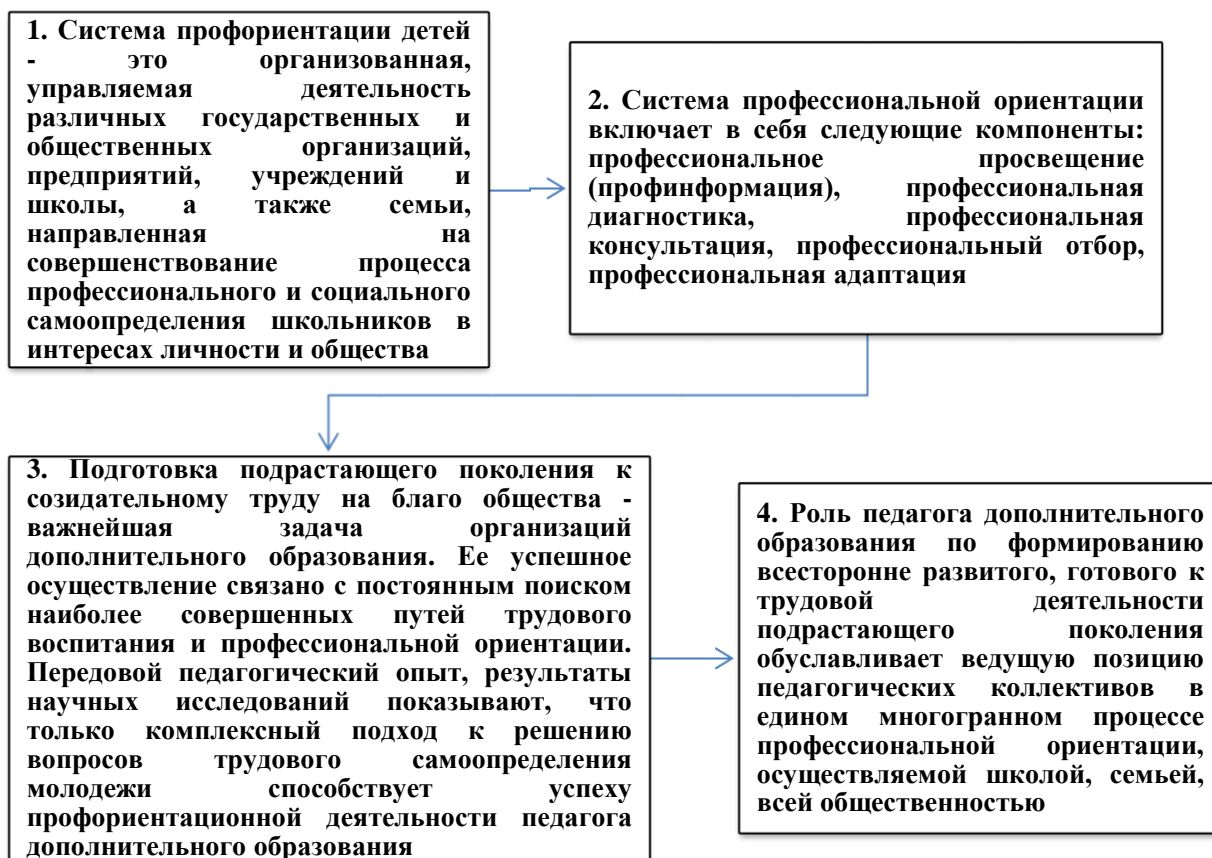 1. Система профориентации детей
- это организованная,
управляемая деятельность
различных государственных и
общественных организаций,
предприятий, учреждений и
школы, а также семьи,
направленная на
совершенствование процесса
профессионального и социального
самоопределения школьников в
интересах личности и общества
2. Система профессиональной ориентации
включает в себя следующие компоненты:
профессиональное просвещение
(профинформация), профессиональная
диагностика, профессиональная
консультация, профессиональный отбор,
профессиональная адаптация
3. Подготовка подрастающего поколения к
созидательному труду на благо общества -
важнейшая задача организаций
дополнительного образования. Ее успешное
осуществление связано с постоянным поиском
наиболее совершенных путей трудового
воспитания и профессиональной ориентации.
Передовой педагогический опыт, результаты
научных исследований показывают, что
только комплексный подход к решению
вопросов трудового самоопределения
молодежи способствует успеху
профориентационной деятельности педагога
дополнительного образования
4. Роль педагога дополнительного
образования по формированию
всесторонне развитого, готового к
трудовой деятельности
подрастающего поколения
обуславливает ведущую позицию
педагогических коллективов в
едином многогранном процессе
профессиональной ориентации,
осуществляемой школой, семьей,
всей общественностью